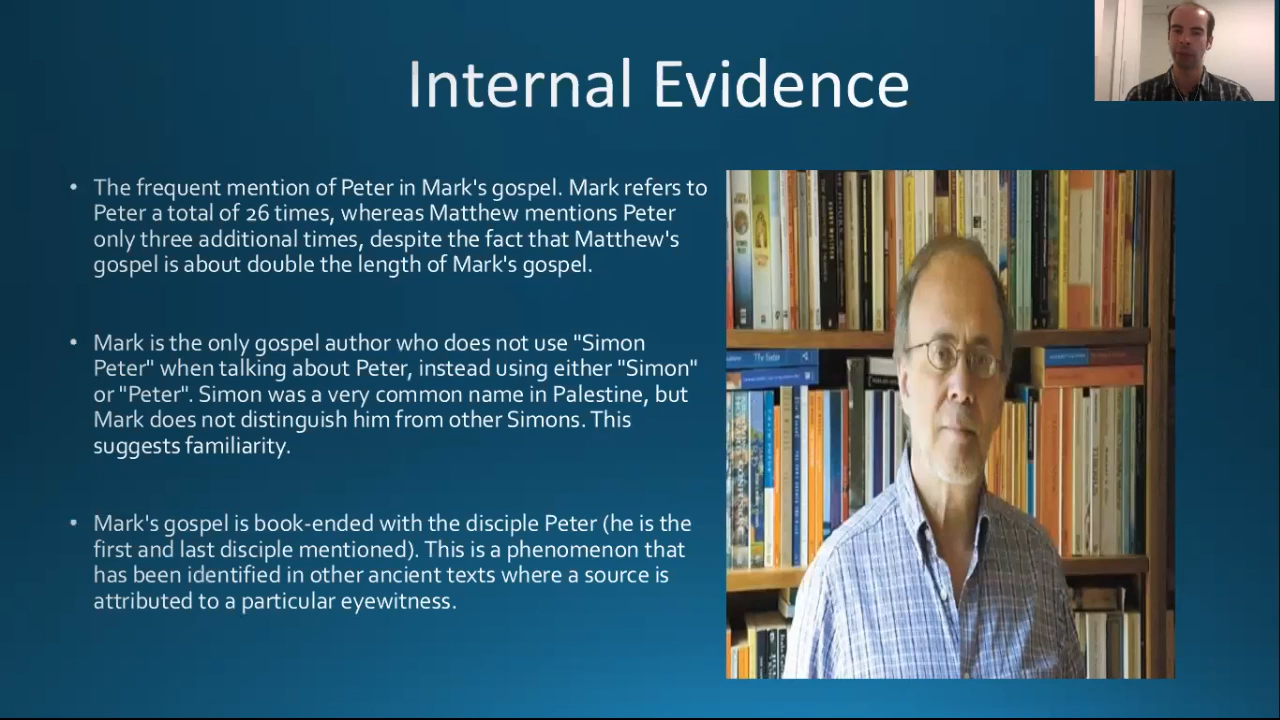 Internal Evidence
• The frequent mention of Peter in Mark's gospel. Mark refers to
Peter a total of 26 times, whereas Matthew mentions Peter
only three additional times, despite the fact that Matthew's
gospel is about double the length of Mark's gospel.
• Mark is the only gospel author who does not use "Simon
Peter" when talking about Peter, instead using either "Simon"
or "Peter". Simon was a very common name in Palestine, but
Mark does not distinguish him from other Simons. This
suggests familiarity.
• Mark's gospel is book-ended with the disciple Peter (he is the
first and last disciple mentioned). This is a phenomenon that
has been identified in other ancient texts where a source is
attributed to a particular eyewitness.